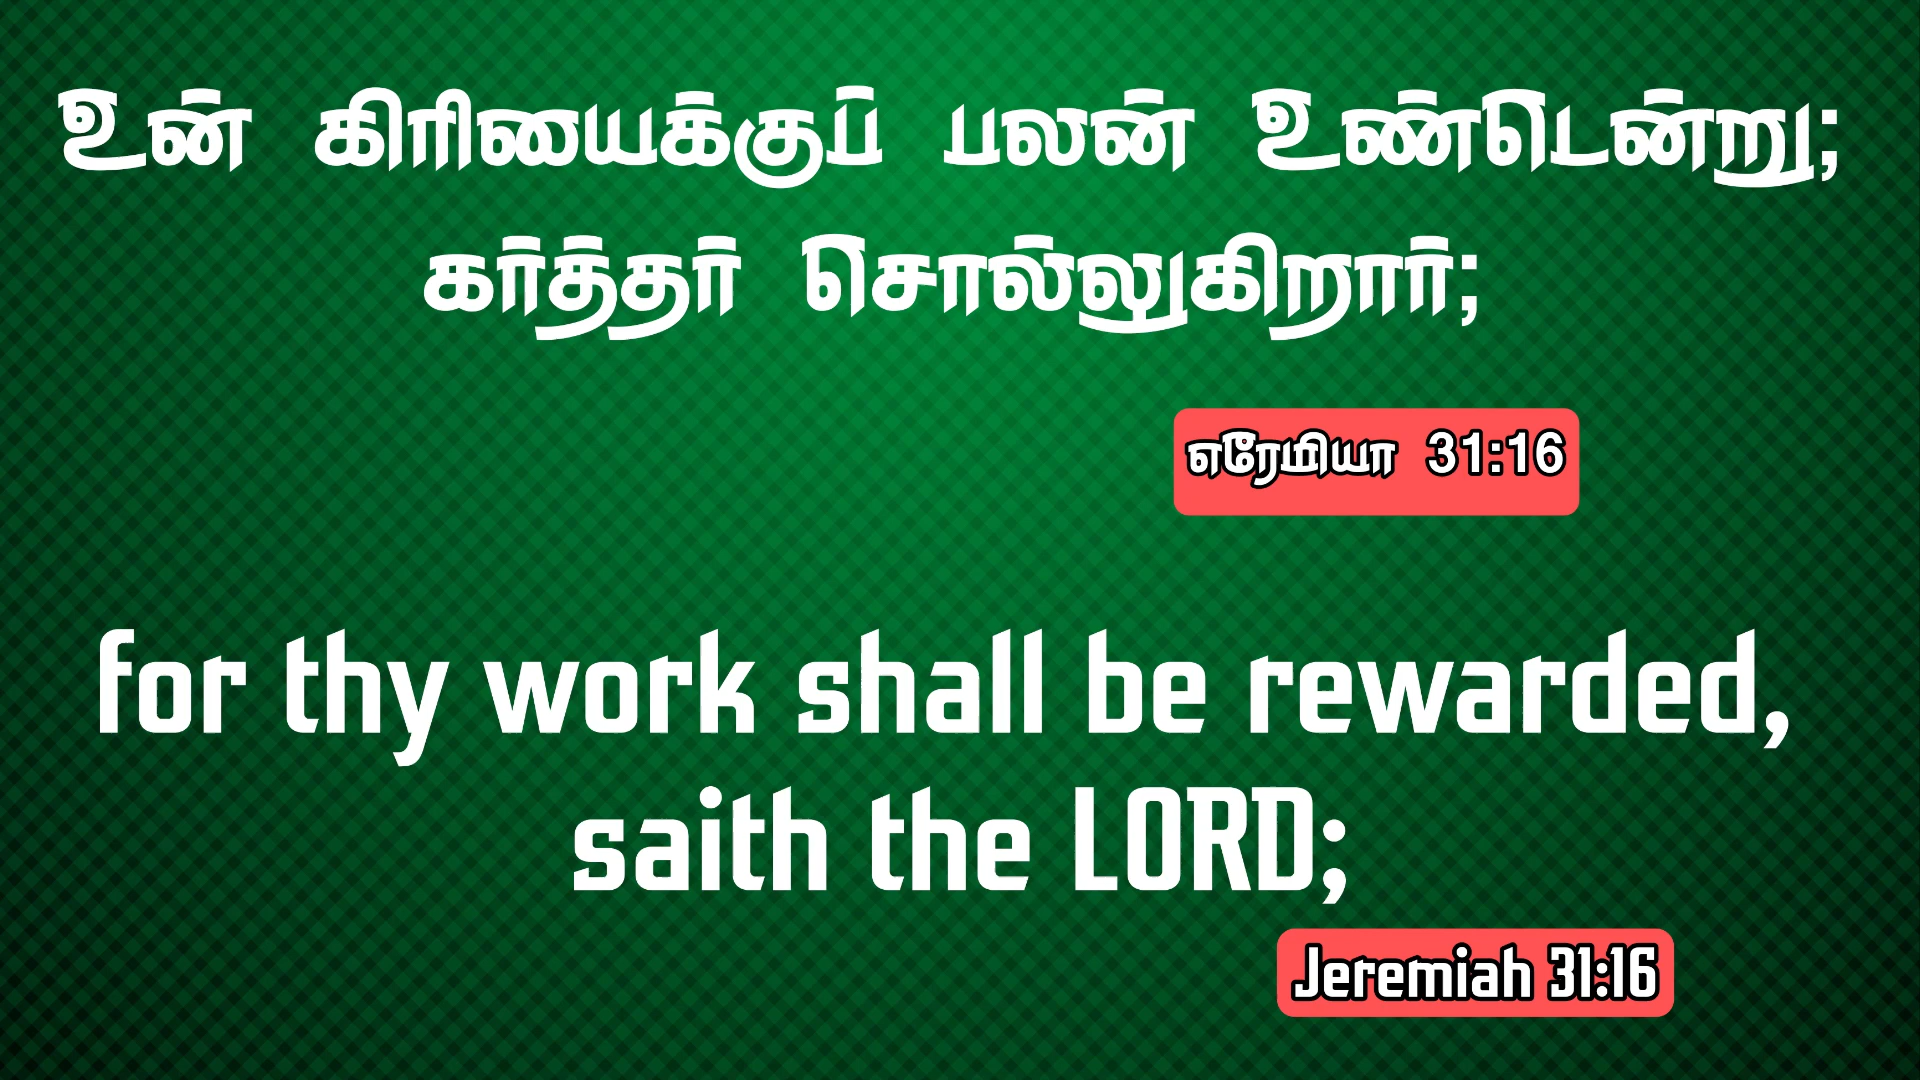 உன் கிரியைக்குப் பலன் உண்டென்று;
கர்த்தர் சொல்லுகிறார்;
எரேமியா 31:16
for thy work shall be rewarded,
saith the LORD;
Jeremiah 31:16